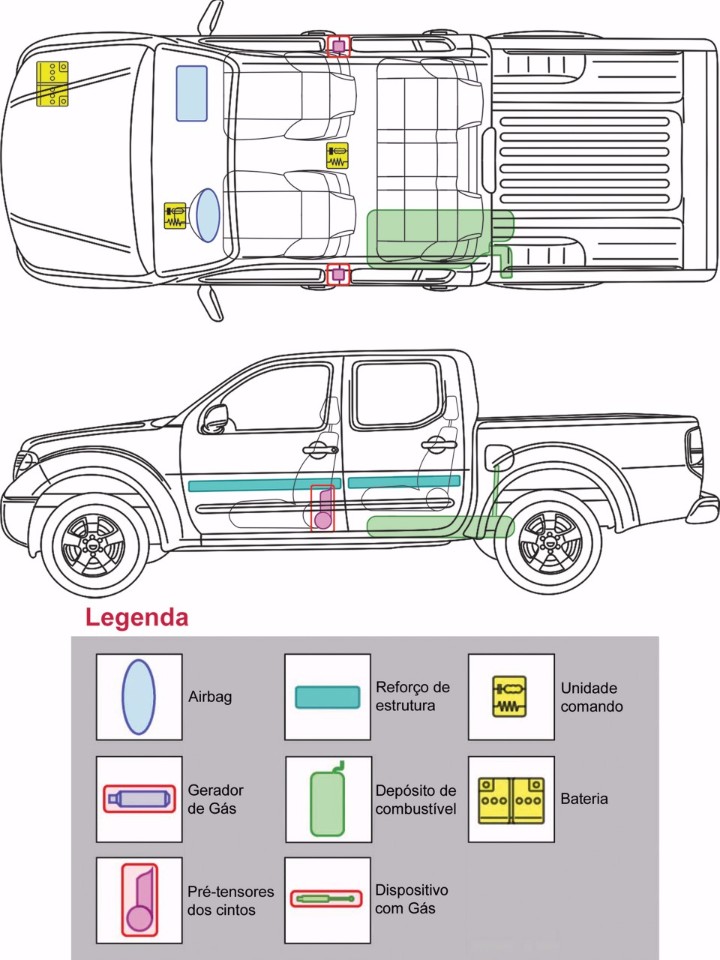 Legenda
Airbag
Reforço de
estrutura
Unidade
comando
Gerador
de Gás
Depósito de
combustível
Bateria
Pré-tensores
dos cintos
Dispositivo
com Gás